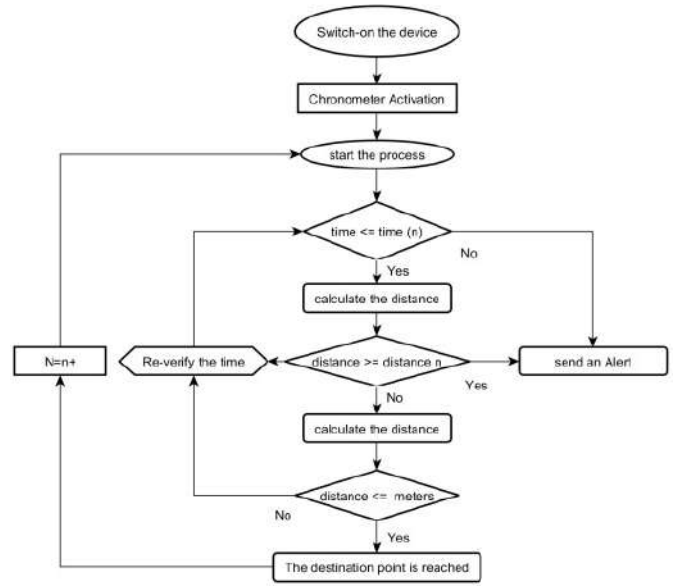 Switch-on the device
Chronometer Activation
start the process
time <= time (n)
No
Yes
calculate the distance
N=n+
Re-verify the time
distance >= distance n
Yes
send an Alert
No
calculate the distance
distance <= meters
No
Yes
The destination point is reached